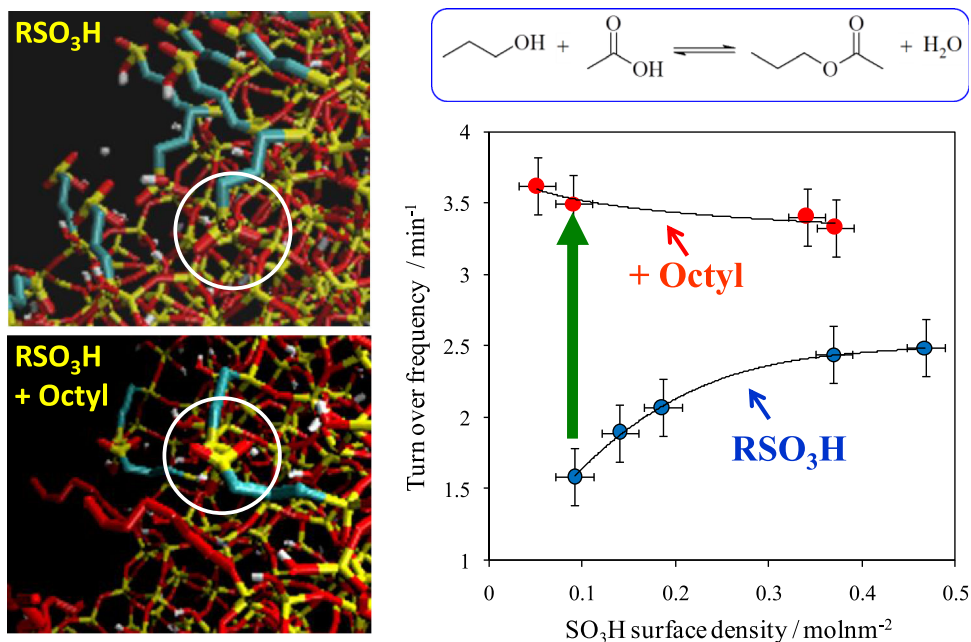 RSO₃H
RSO₃H
+ Octyl
OH + O OH ⇌ O O + H₂O
Turn over frequency / min⁻¹
4
3.5
3
2.5
2
1.5
1
+ Octyl
RSO₃H
0 0.1 0.2 0.3 0.4 0.5
SO₃H surface density / molnm⁻²